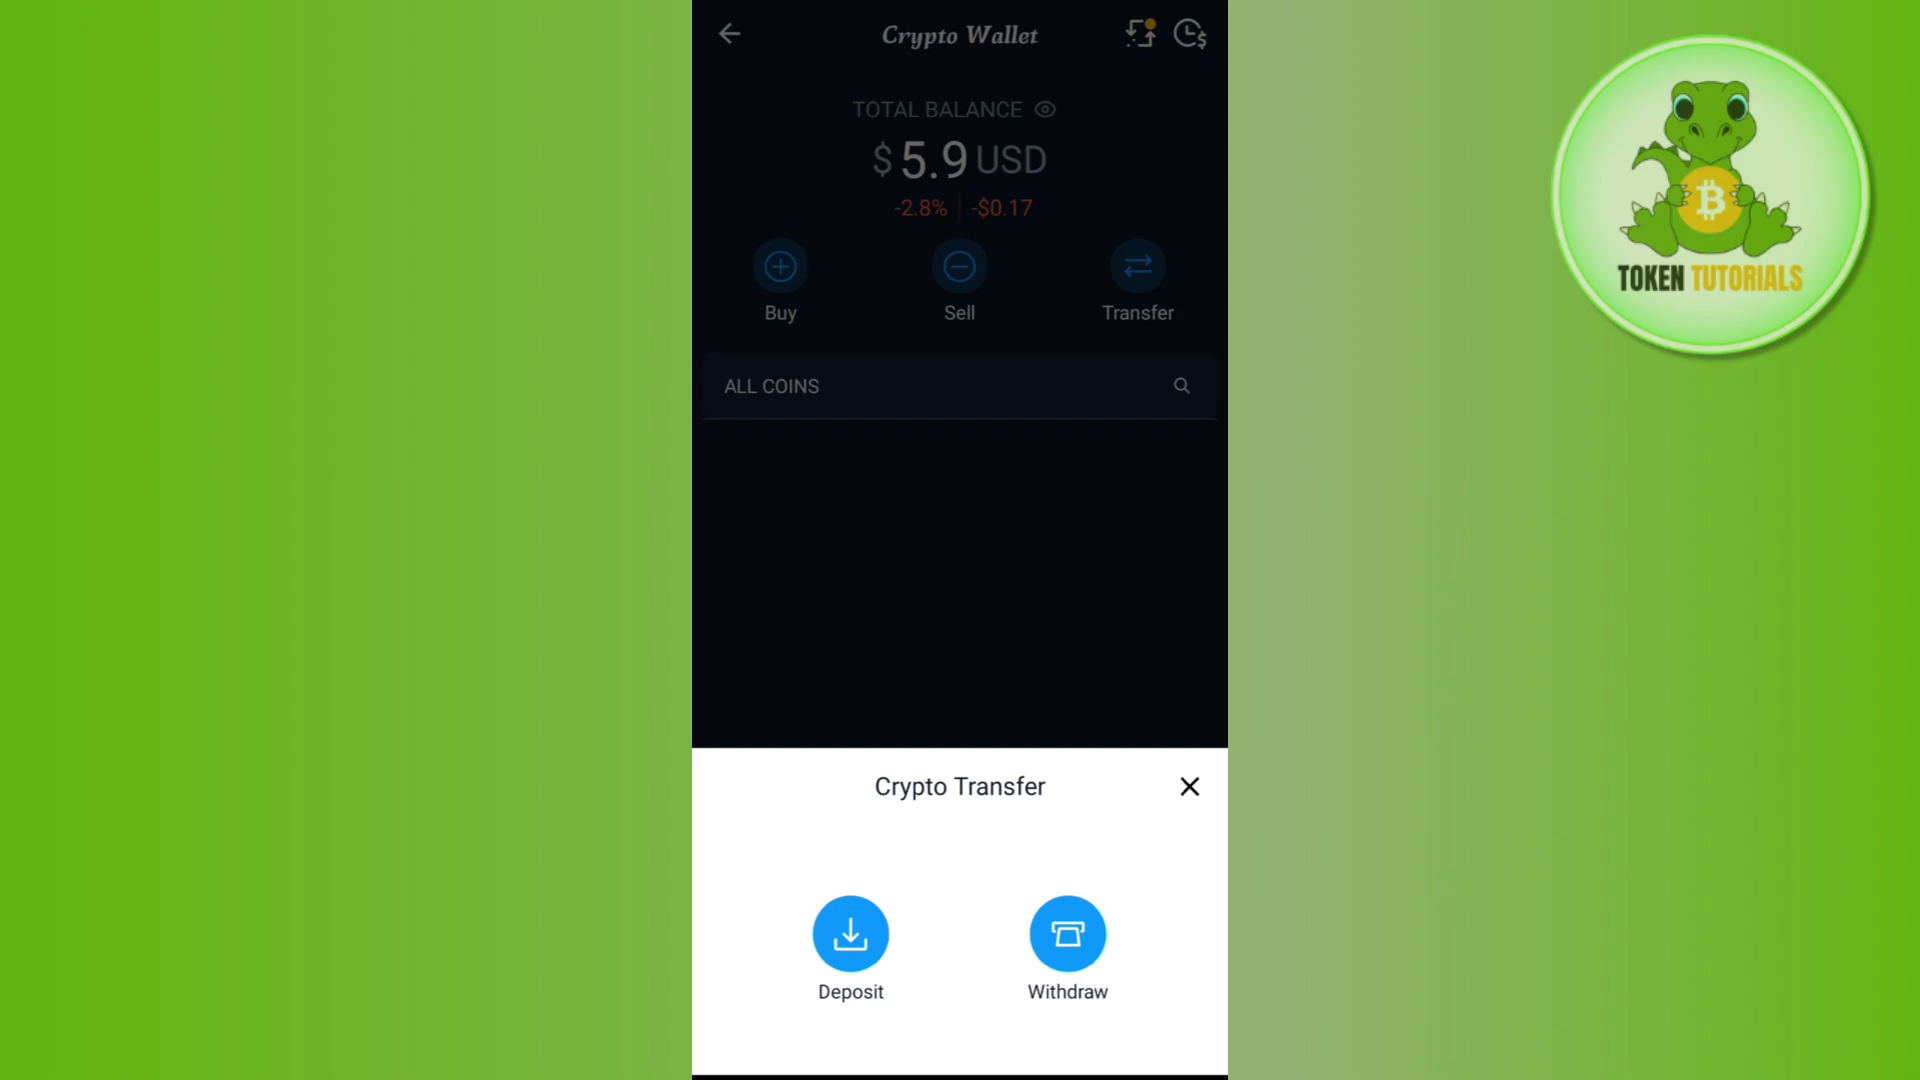 Crypto Wallet
TOTAL BALANCE
$ 5.9 USD
-2.8% -$0.17
Buy Sell Transfer
ALL COINS
Crypto Transfer
Deposit Withdraw
TOKEN TUTORIALS